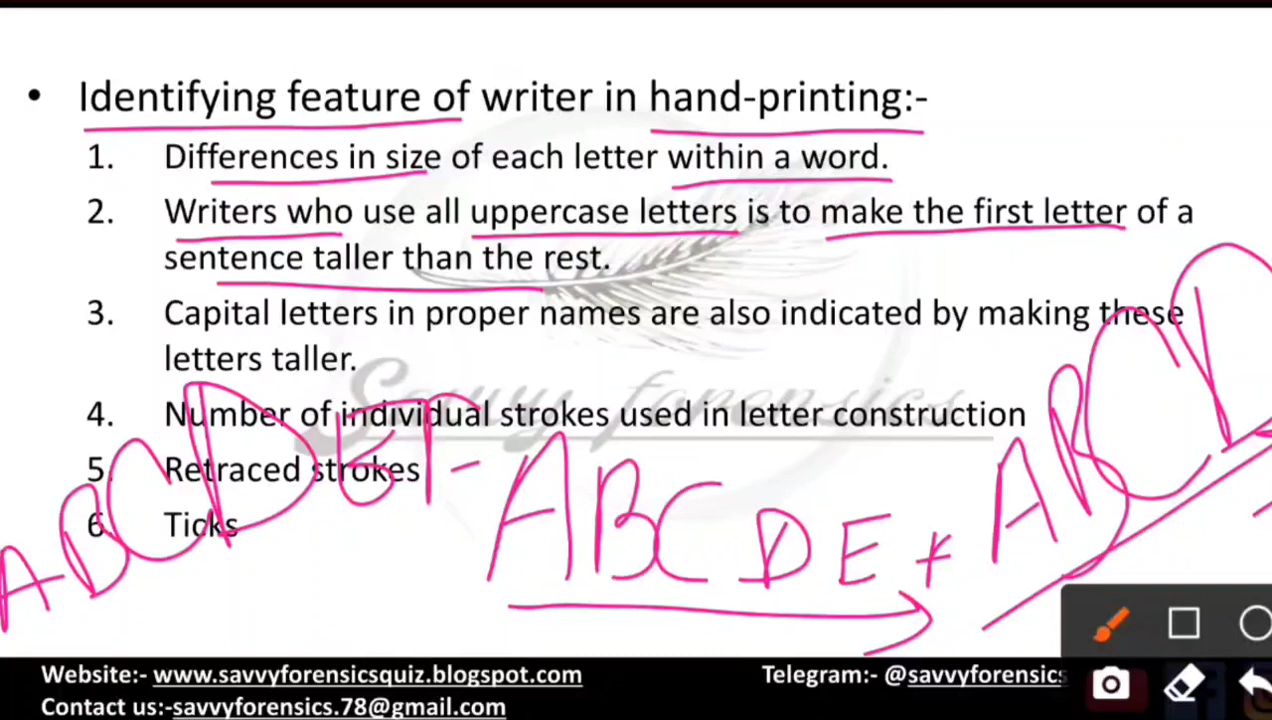 • Identifying feature of writer in hand-printing:-
1. Differences in size of each letter within a word.
2. Writers who use all uppercase letters is to make the first letter of a
sentence taller than the rest.
3. Capital letters in proper names are also indicated by making these
letters taller.
Savvy forensics
4. Number of individual strokes used in letter construction
5. Retraced strokes
6. Ticks
ABCDEF
ABCDE
ABCD
Website:- www.savvyforensicsquiz.blogspot.com Telegram:- @savvyforensics
Contact us:-savvyforensics.78@gmail.com